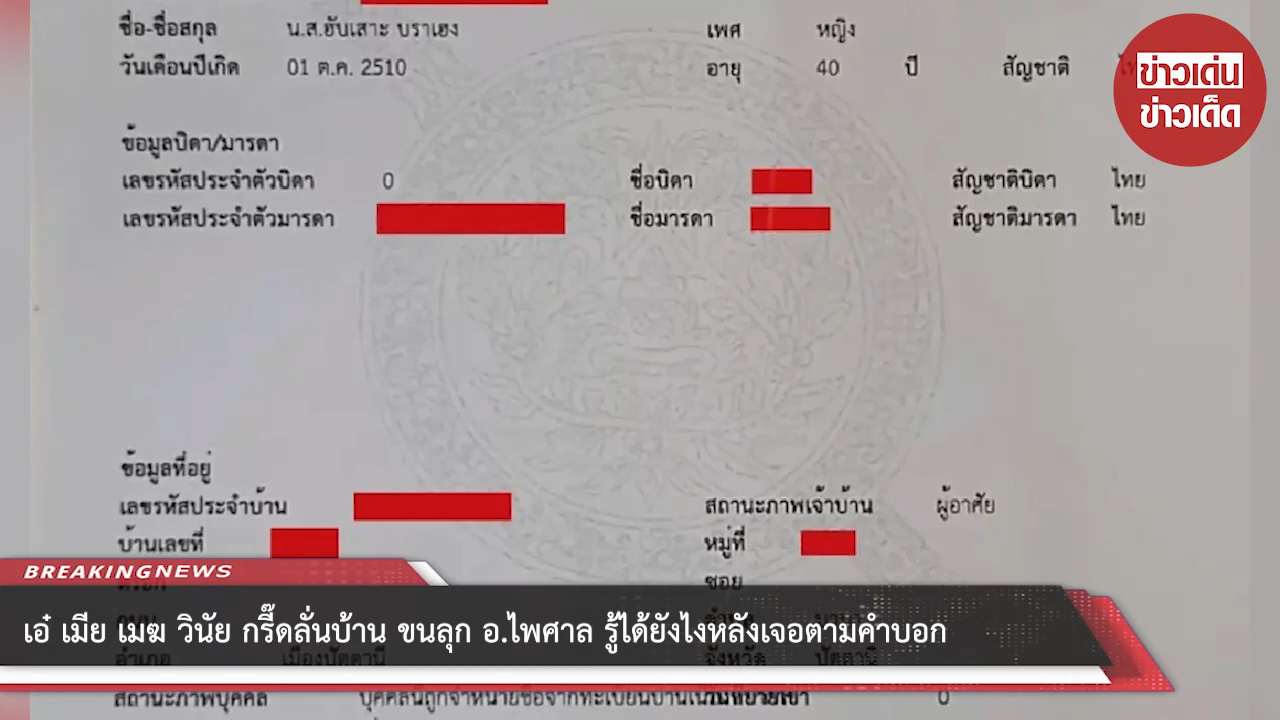 ชื่อ-ชื่อสกุล น.ส.ฮับเสาะ บราเฮง เพศ หญิง
วันเดือนปีเกิด 01 ต.ค. 2510 อายุ 40 ปี สัญชาติ
ข่าวเด่น
ข่าวเด็ด
ข้อมูลบิดา/มารดา
เลขรหัสประจำตัวบิดา 0 ชื่อบิดา สัญชาติบิดา ไทย
เลขรหัสประจำตัวมารดา ชื่อมารดา สัญชาติมารดา ไทย
ข้อมูลที่อยู่
เลขรหัสประจำบ้าน สถานะภาพเจ้าบ้าน ผู้อาศัย
บ้านเลขที่ หมู่ที่
BREAKINGNEWS
ซอย
เอ๋ เมีย เมฆ วินัย กรี๊ดลั่นบ้าน ขนลุก อ.ไพศาล รู้ได้ยังไงหลังเจอตามคำบอก
อำเภอ เมืองปัตตานี จังหวัด ปัตตานี
สถานะภาพบุคคล 0